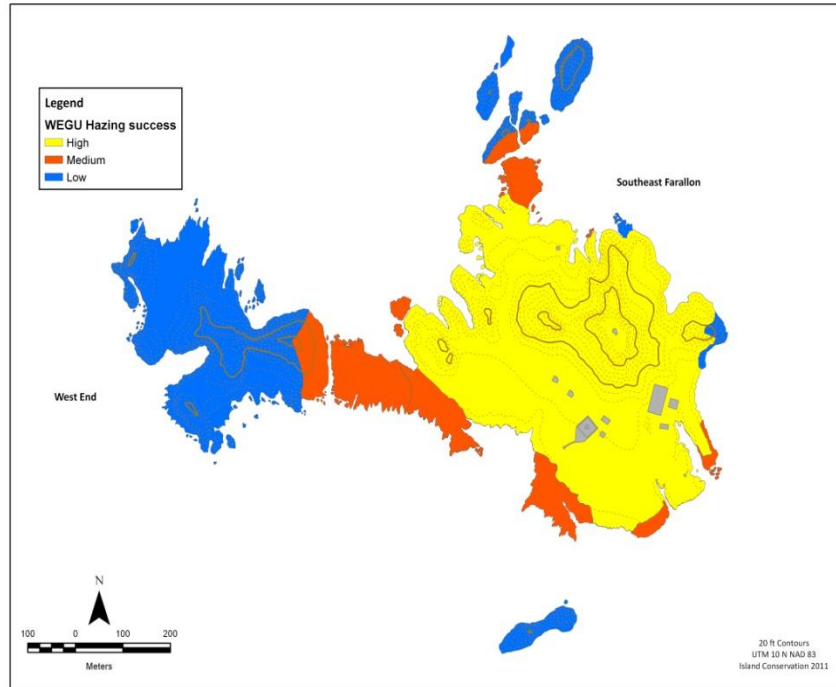 Legend
WEGU Hazing success
High
Medium
Low
Southeast Farallon
West End
N
100 0 100 200
Meters
20 ft Contours
UTM 10 N NAD 83
Island Conservation 2011